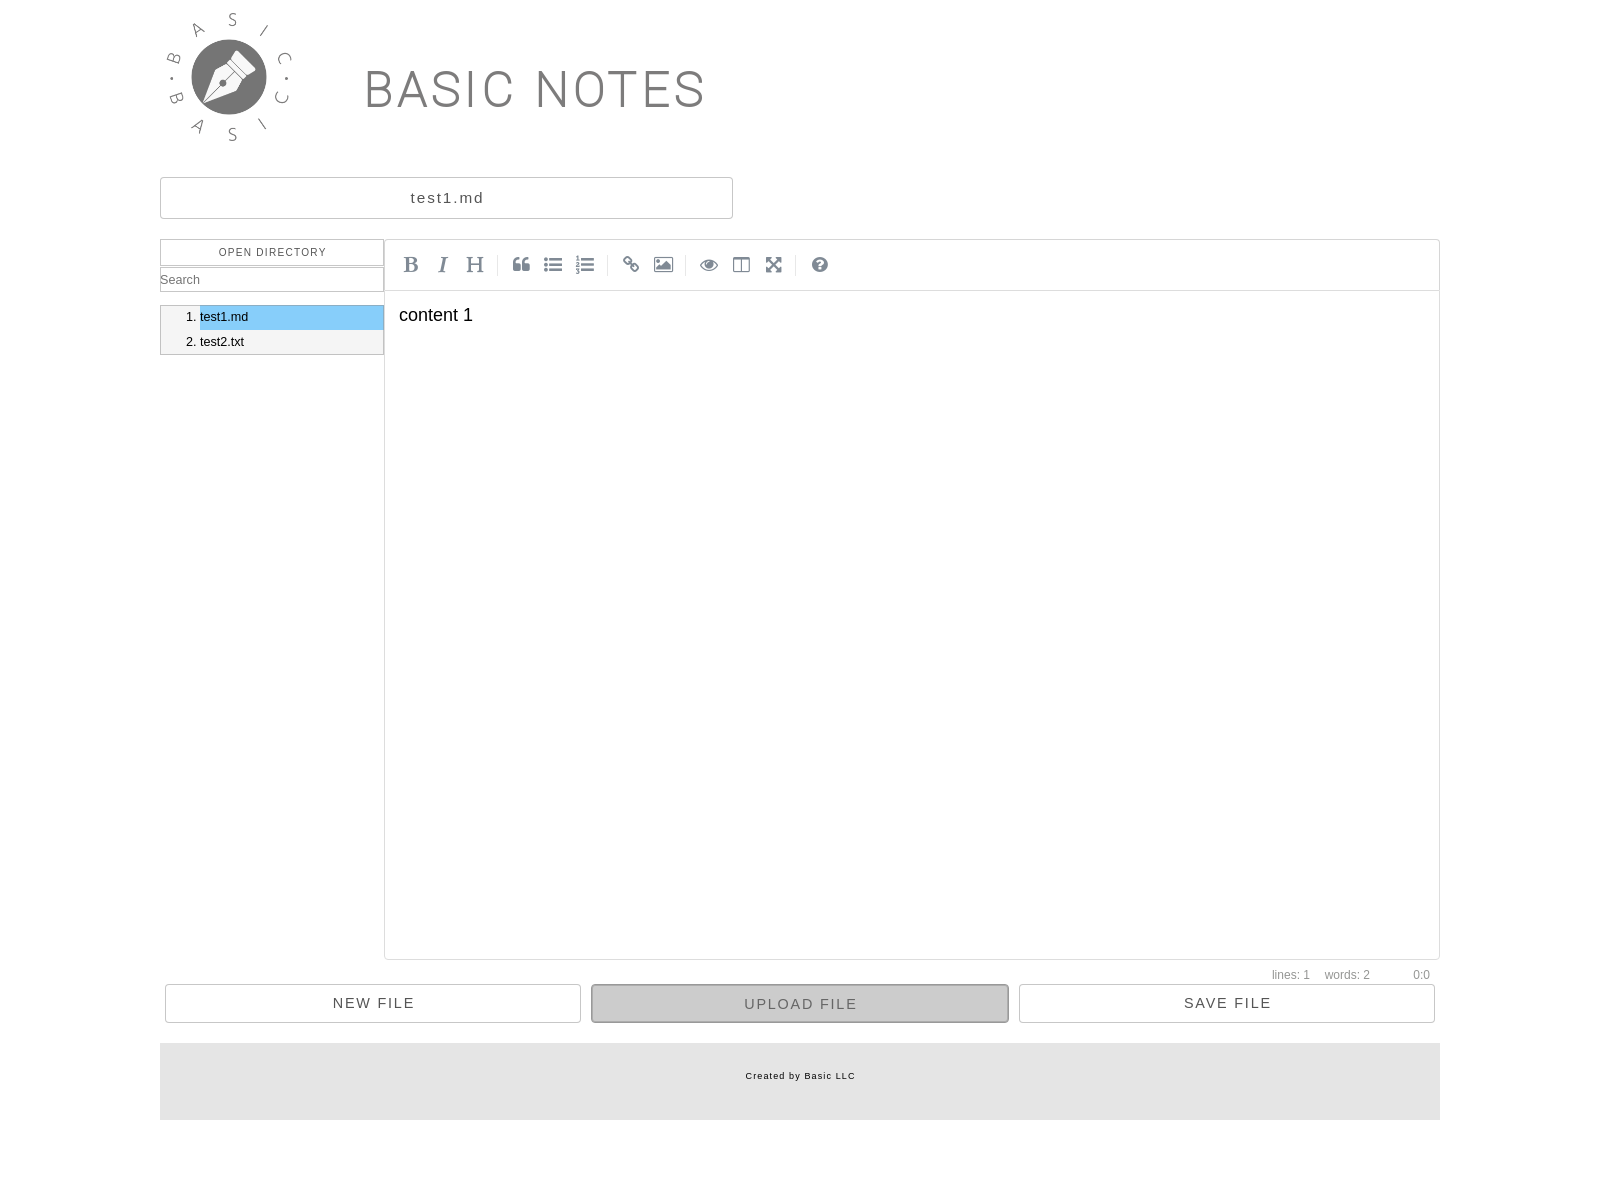 BASIC · BASIC ·
BASIC NOTES
test1.md
OPEN DIRECTORY
Search
B I H
1. test1.md
2. test2.txt
content 1
lines: 1 words: 2 0:0
NEW FILE
UPLOAD FILE
SAVE FILE
Created by Basic LLC